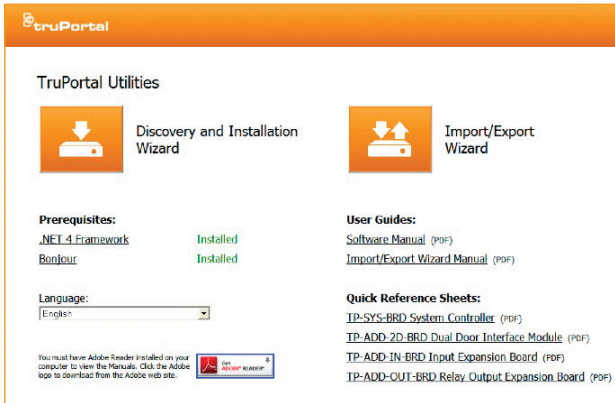 truPortal
TruPortal Utilities
Discovery and Installation
Wizard
Import/Export
Wizard
Prerequisites:
.NET 4 Framework Installed
Bonjour Installed
Language:
English
You must have Adobe Reader installed on your
computer to view the Manuals. Click the Adobe
logo to download from the Adobe web site.
Get
ADOBE® READER®
User Guides:
Software Manual (PDF)
Import/Export Wizard Manual (PDF)
Quick Reference Sheets:
TP-SYS-BRD System Controller (PDF)
TP-ADD-2D-BRD Dual Door Interface Module (PDF)
TP-ADD-IN-BRD Input Expansion Board (PDF)
TP-ADD-OUT-BRD Relay Output Expansion Board (PDF)